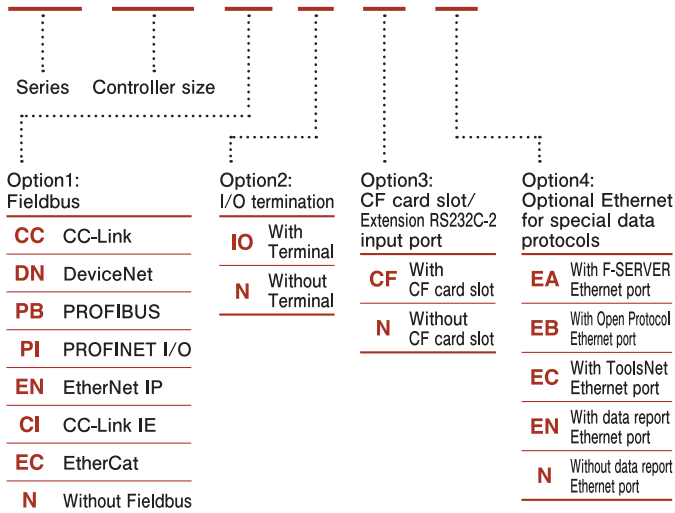 Series
Controller size
Option1:
Fieldbus
CC CC-Link
DN DeviceNet
PB PROFIBUS
PI PROFINET I/O
EN EtherNet IP
CI CC-Link IE
EC EtherCat
N Without Fieldbus
Option2:
I/O termination
IO With
Terminal
N Without
Terminal
Option3:
CF card slot/
Extension RS232C-2
input port
CF With
CF card slot
N Without
CF card slot
Option4:
Optional Ethernet
for special data
protocols
EA With F-SERVER
Ethernet port
EB With Open Protocol
Ethernet port
EC With ToolsNet
Ethernet port
EN With data report
Ethernet port
N Without data report
Ethernet port